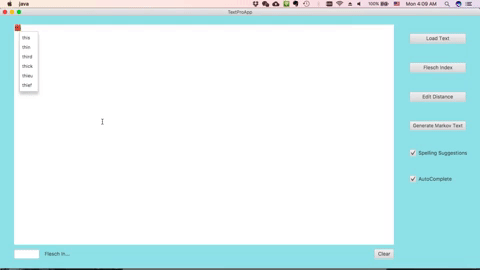 java
100%
Mon 4:09 AM
TextProApp
this
thin
third
thick
thieu
thief
Load Text
Flesch Index
Edit Distance
Generate Markov Text
Spelling Suggestions
AutoComplete
Flesch In...
Clear